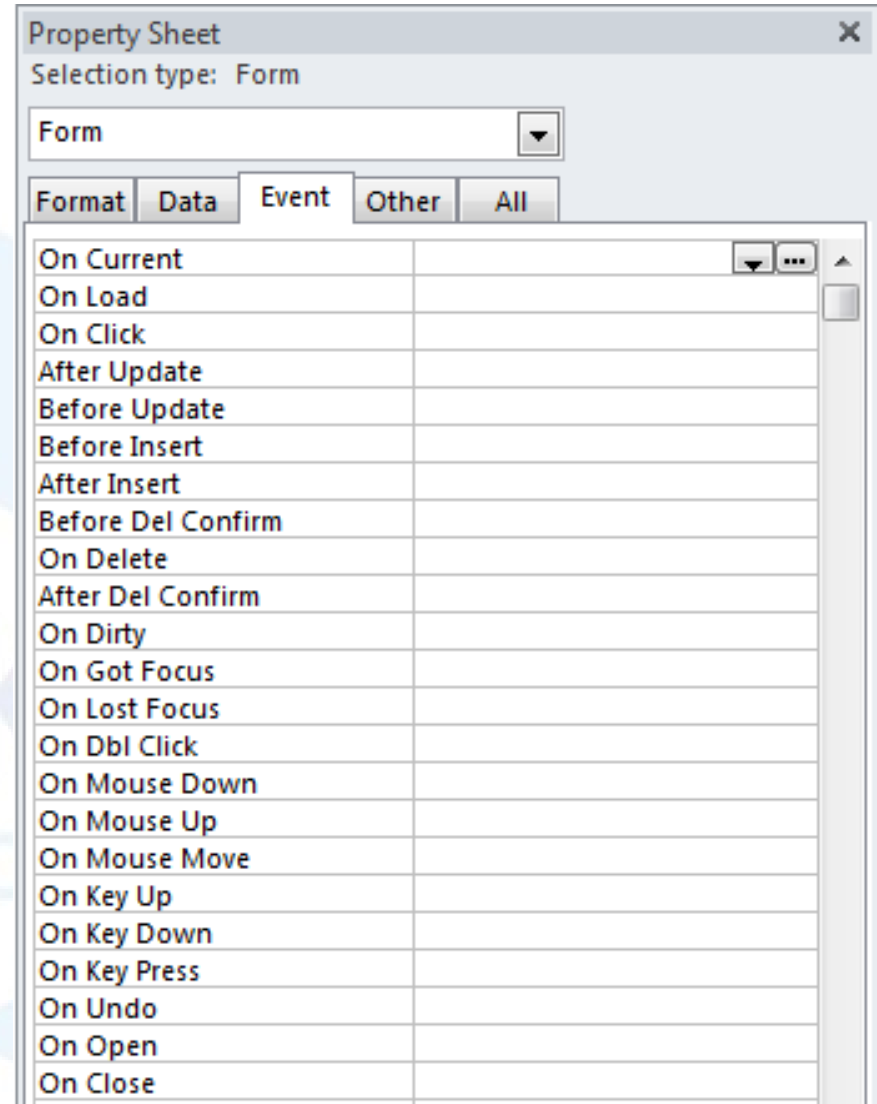 Property Sheet
Selection type: Form
Form
Format Data Event Other All
On Current
On Load
On Click
After Update
Before Update
Before Insert
After Insert
Before Del Confirm
On Delete
After Del Confirm
On Dirty
On Got Focus
On Lost Focus
On Dbl Click
On Mouse Down
On Mouse Up
On Mouse Move
On Key Up
On Key Down
On Key Press
On Undo
On Open
On Close